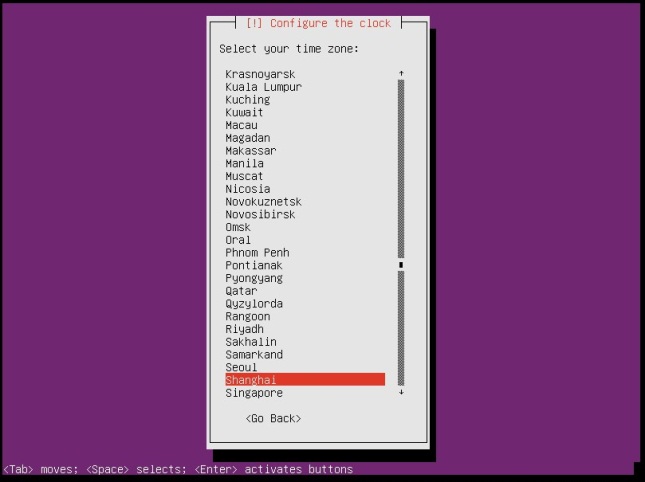 [!] Configure the clock
Select your time zone:
Krasnoyarsk
Kuala Lumpur
Kuching
Kuwait
Macau
Magadan
Makassar
Manila
Muscat
Nicosia
Novokuznetsk
Novosibirsk
Omsk
Oral
Phnom Penh
Pontianak
Pyongyang
Qatar
Qyzylorda
Rangoon
Riyadh
Sakhalin
Samarkand
Seoul
Shanghai
Singapore
<Go Back>
<Tab> moves; <Space> selects; <Enter> activates buttons